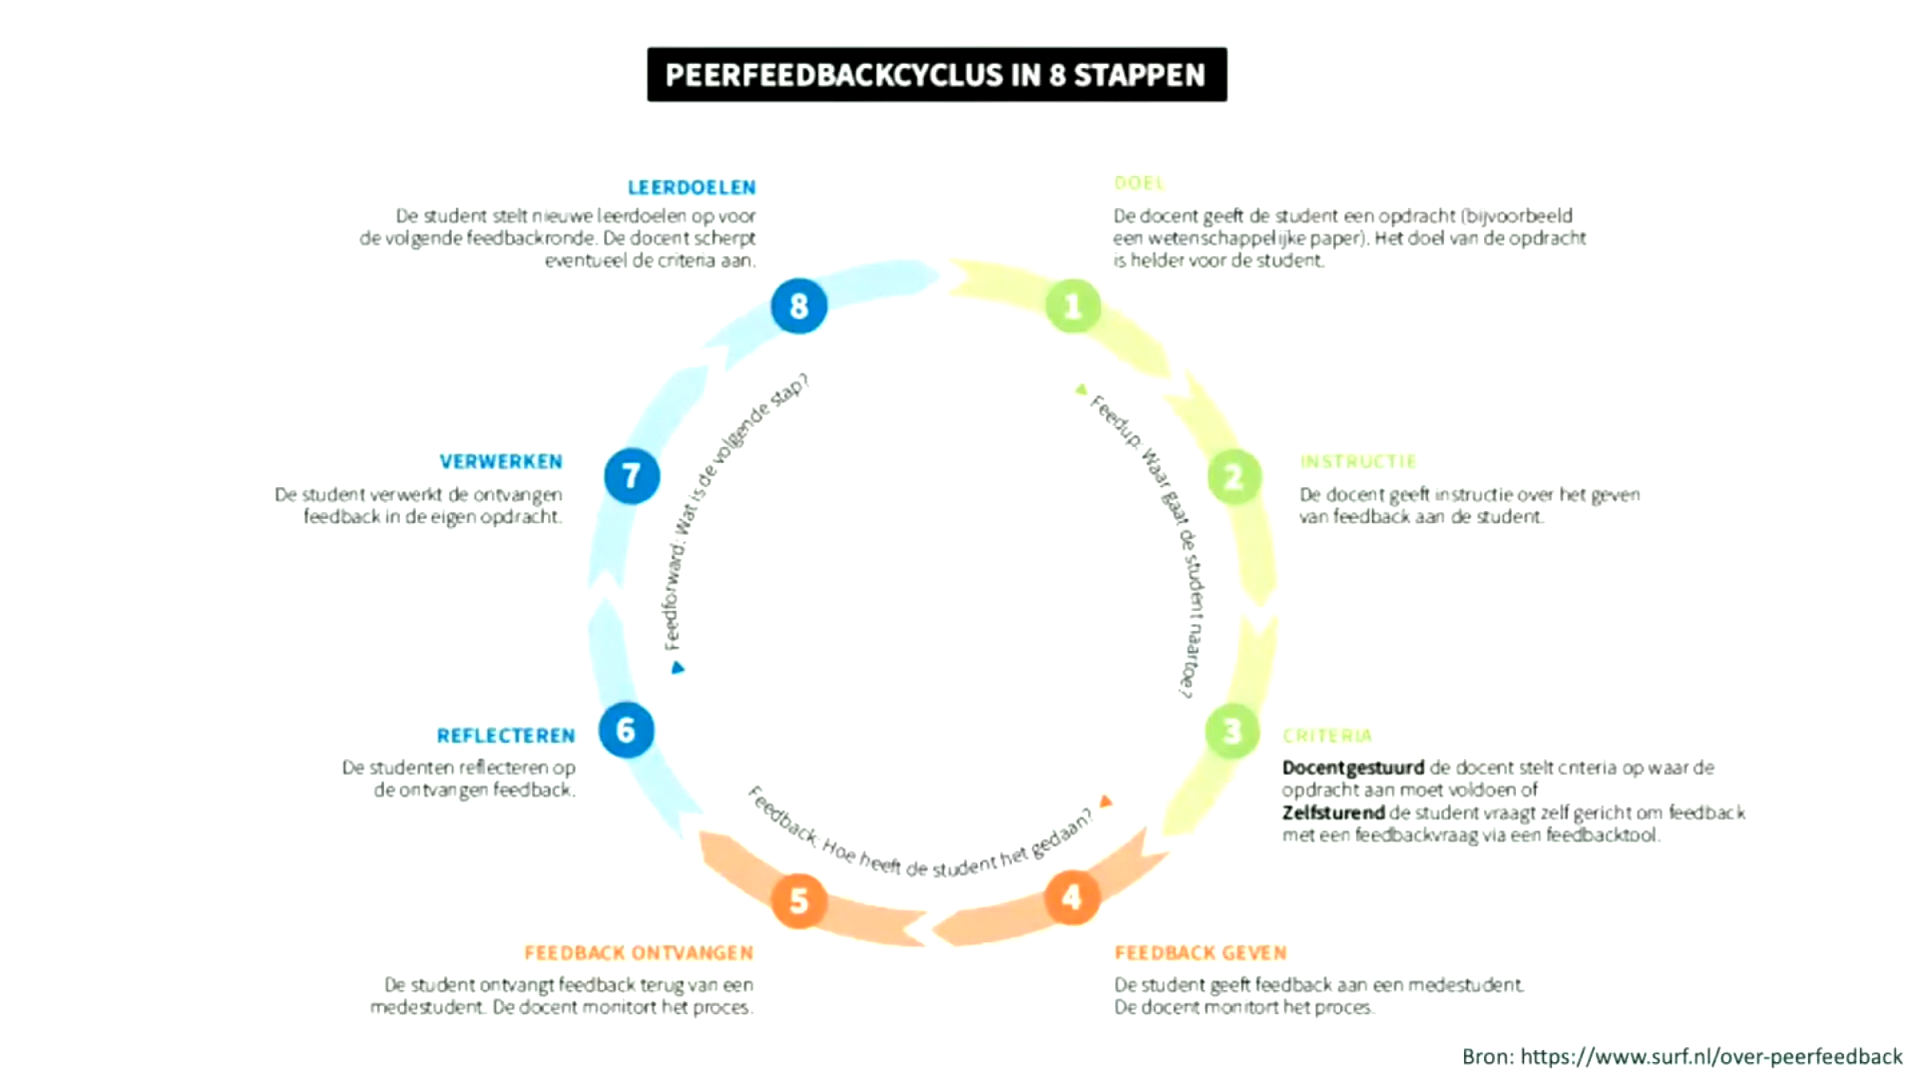 PEERFEEDBACKCYCLUS IN 8 STAPPEN
DOEL
De docent geeft de student een opdracht (bijvoorbeeld
een wetenschappelijke paper). Het doel van de opdracht
is helder voor de student.
1
INSTRUCTIE
De docent geeft instructie over het geven
van feedback aan de student.
2
CRITERIA
Docentgestuurd de docent stelt criteria op waar de
opdracht aan moet voldoen of
Zelfsturend de student vraagt zelf gericht om feedback
met een feedbackvraag via een feedbacktool.
3
Feedup: Waar gaat de student naartoe?
4
FEEDBACK GEVEN
De student geeft feedback aan een medestudent.
De docent monitort het proces.
5
FEEDBACK ONTVANGEN
De student ontvangt feedback terug van een
medestudent. De docent monitort het proces.
Feedback: Hoe heeft de student het gedaan?
6
REFLECTEREN
De studenten reflecteren op
de ontvangen feedback.
7
VERWERKEN
De student verwerkt de ontvangen
feedback in de eigen opdracht.
8
LEERDOELEN
De student stelt nieuwe leerdoelen op voor
de volgende feedbackronde. De docent scherpt
eventueel de criteria aan.
Feedforward: Wat is de volgende stap?
Bron: https://www.surf.nl/over-peerfeedback